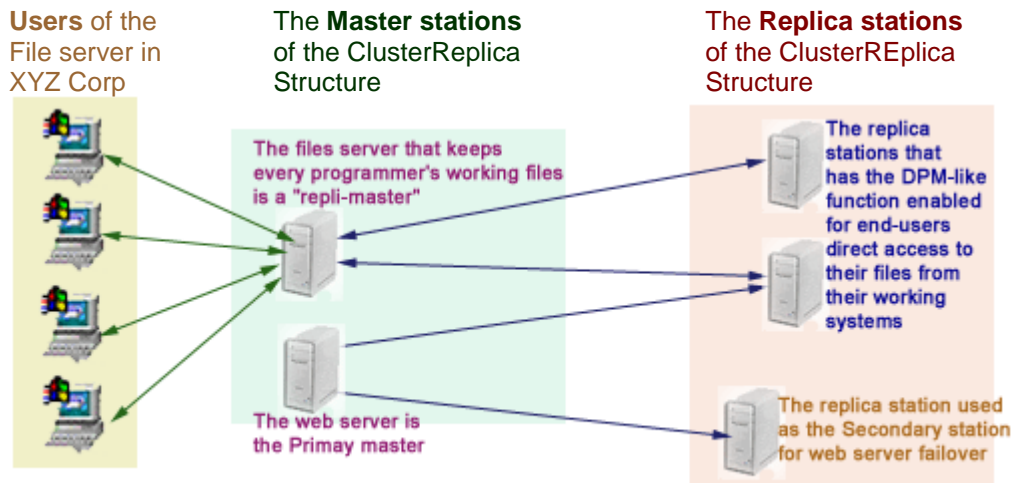 Users of the
File server in
XYZ Corp
The Master stations
of the ClusterReplica
Structure
The Replica stations
of the ClusterREplica
Structure
The files server that keeps
every programmer's working files
is a "repli-master"
The web server is
the Primay master
The replica
stations that
has the DPM-like
function enabled
for end-users
direct access to
their files from
their working
systems
The replica station used
as the Secondary station
for web server failover